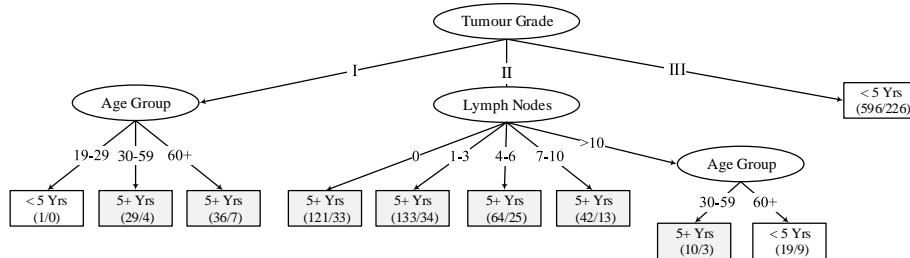 Tumour Grade
I
II
III
Age Group
Lymph Nodes
< 5 Yrs
(596/226)
19-29
30-59
60+
0
1-3
4-6
7-10
>10
Age Group
< 5 Yrs
(1/0)
5+ Yrs
(29/4)
5+ Yrs
(36/7)
5+ Yrs
(121/33)
5+ Yrs
(133/34)
5+ Yrs
(64/25)
5+ Yrs
(42/13)
30-59
60+
5+ Yrs
(10/3)
< 5 Yrs
(19/9)